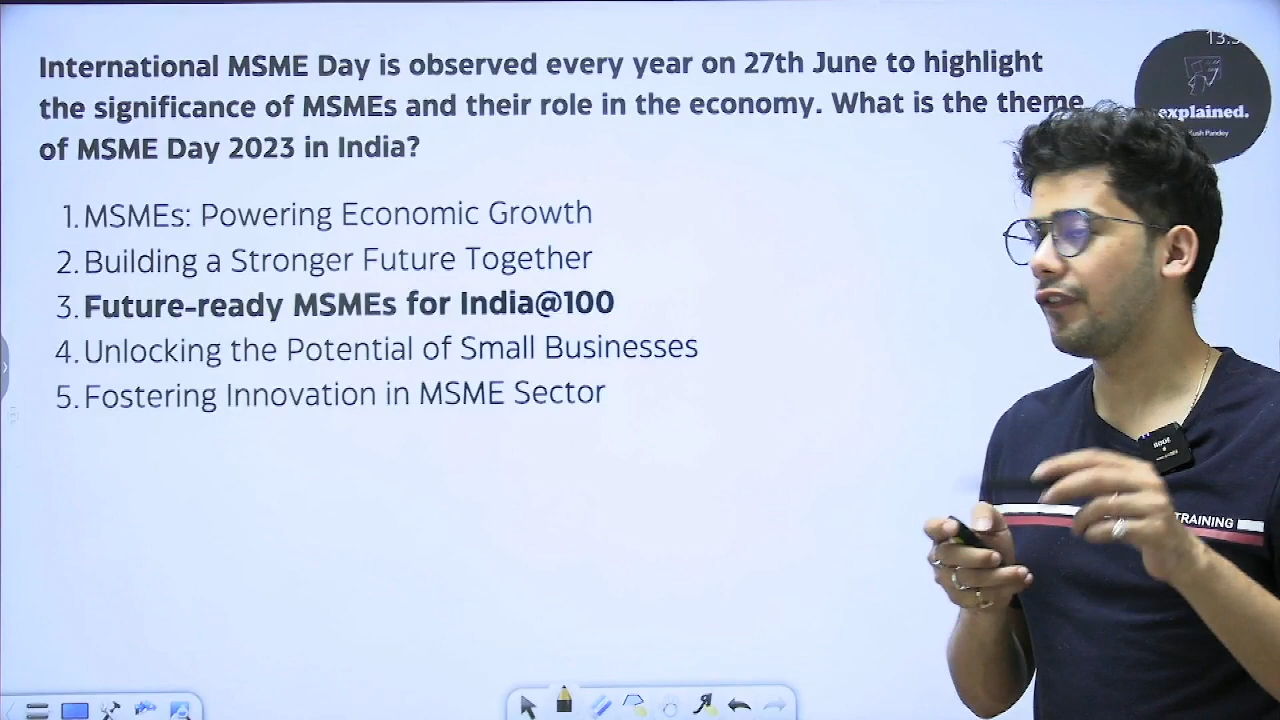 International MSME Day is observed every year on 27th June to highlight
the significance of MSMEs and their role in the economy. What is the theme
of MSME Day 2023 in India?
1. MSMEs: Powering Economic Growth
2. Building a Stronger Future Together
3. Future-ready MSMEs for India@100
4. Unlocking the Potential of Small Businesses
5. Fostering Innovation in MSME Sector
explained.
Kush Pandey
RODE
TRAINING